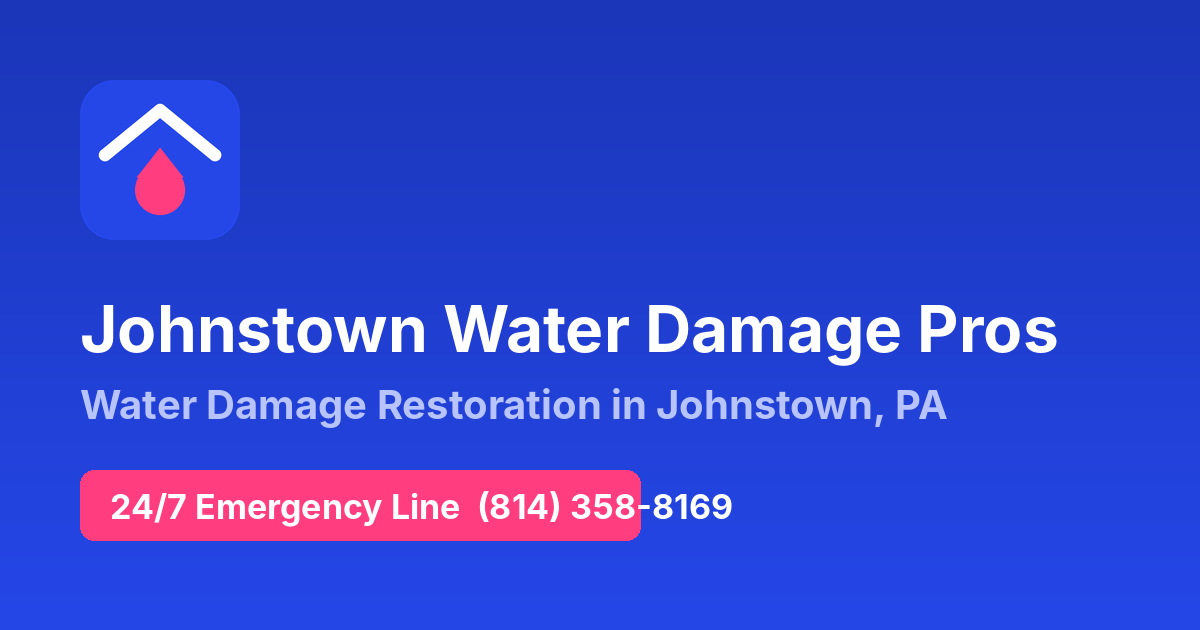 Johnstown Water Damage Pros
Water Damage Restoration in Johnstown, PA
24/7 Emergency Line (814) 358-8169